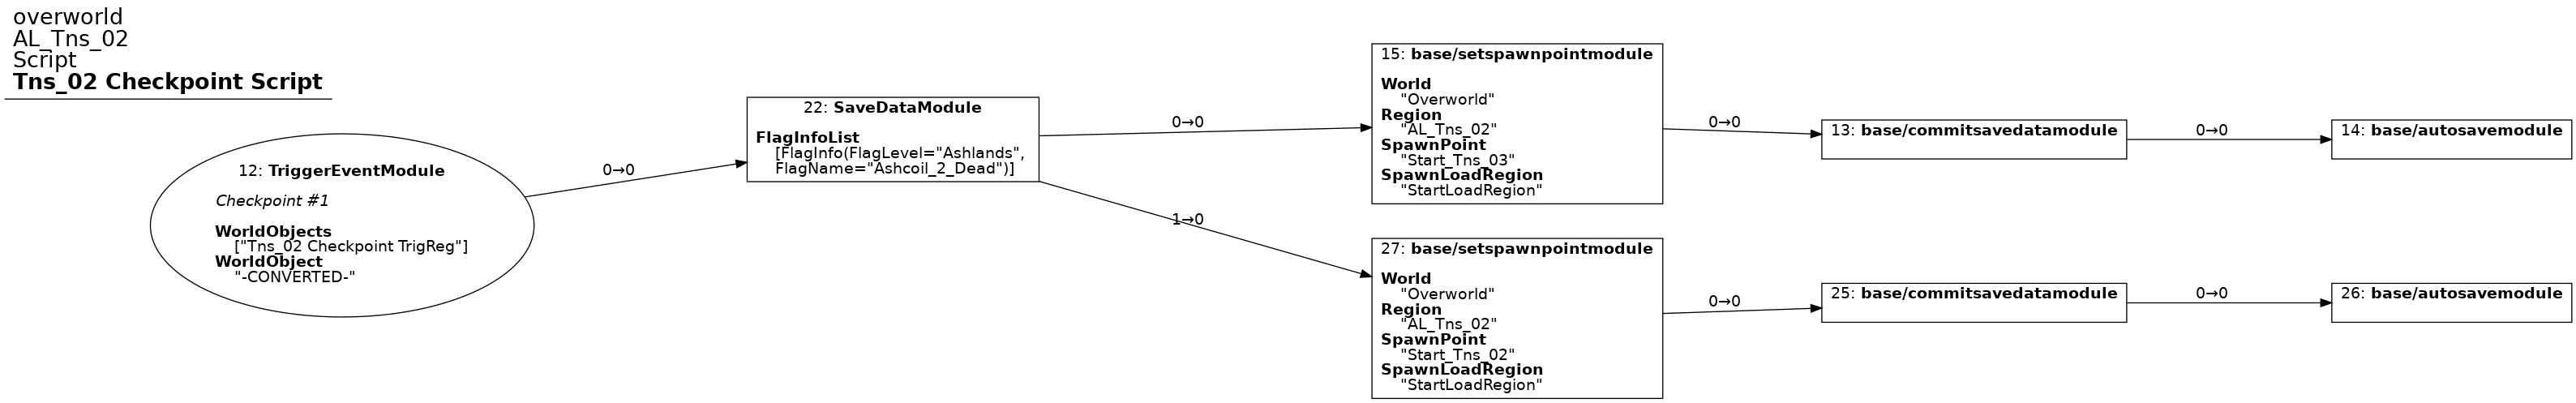 overworld
AL_Tns_02
Script
Tns_02 Checkpoint Script
12: TriggerEventModule
Checkpoint #1
WorldObjects
["Tns_02 Checkpoint TrigReg"]
WorldObject
"-CONVERTED-"
0→0
22: SaveDataModule
FlagInfoList
[FlagInfo(FlagLevel="Ashlands",
FlagName="Ashcoil_2_Dead")]
0→0
1→0
15: base/setspawnpointmodule
World
"Overworld"
Region
"AL_Tns_02"
SpawnPoint
"Start_Tns_03"
SpawnLoadRegion
"StartLoadRegion"
0→0
13: base/commitsavedatamodule
0→0
14: base/autosavemodule
27: base/setspawnpointmodule
World
"Overworld"
Region
"AL_Tns_02"
SpawnPoint
"Start_Tns_02"
SpawnLoadRegion
"StartLoadRegion"
0→0
25: base/commitsavedatamodule
0→0
26: base/autosavemodule